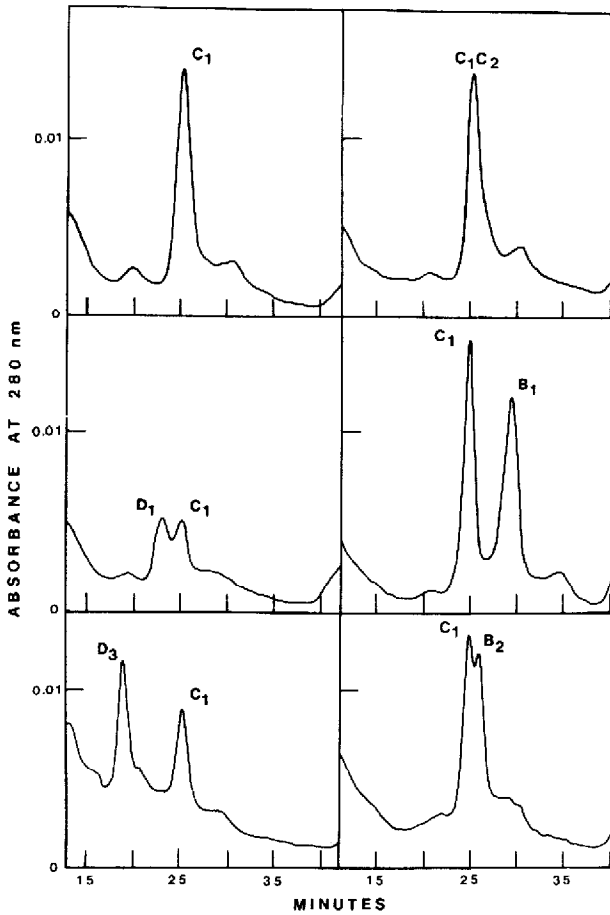 C1
C1C2
0.01
0
C1
B1
0.01
D1
C1
0
C1
B2
D3
C1
0.01
0
15 25 35 15 25 35
MINUTES
ABSORBANCE AT 280 nm